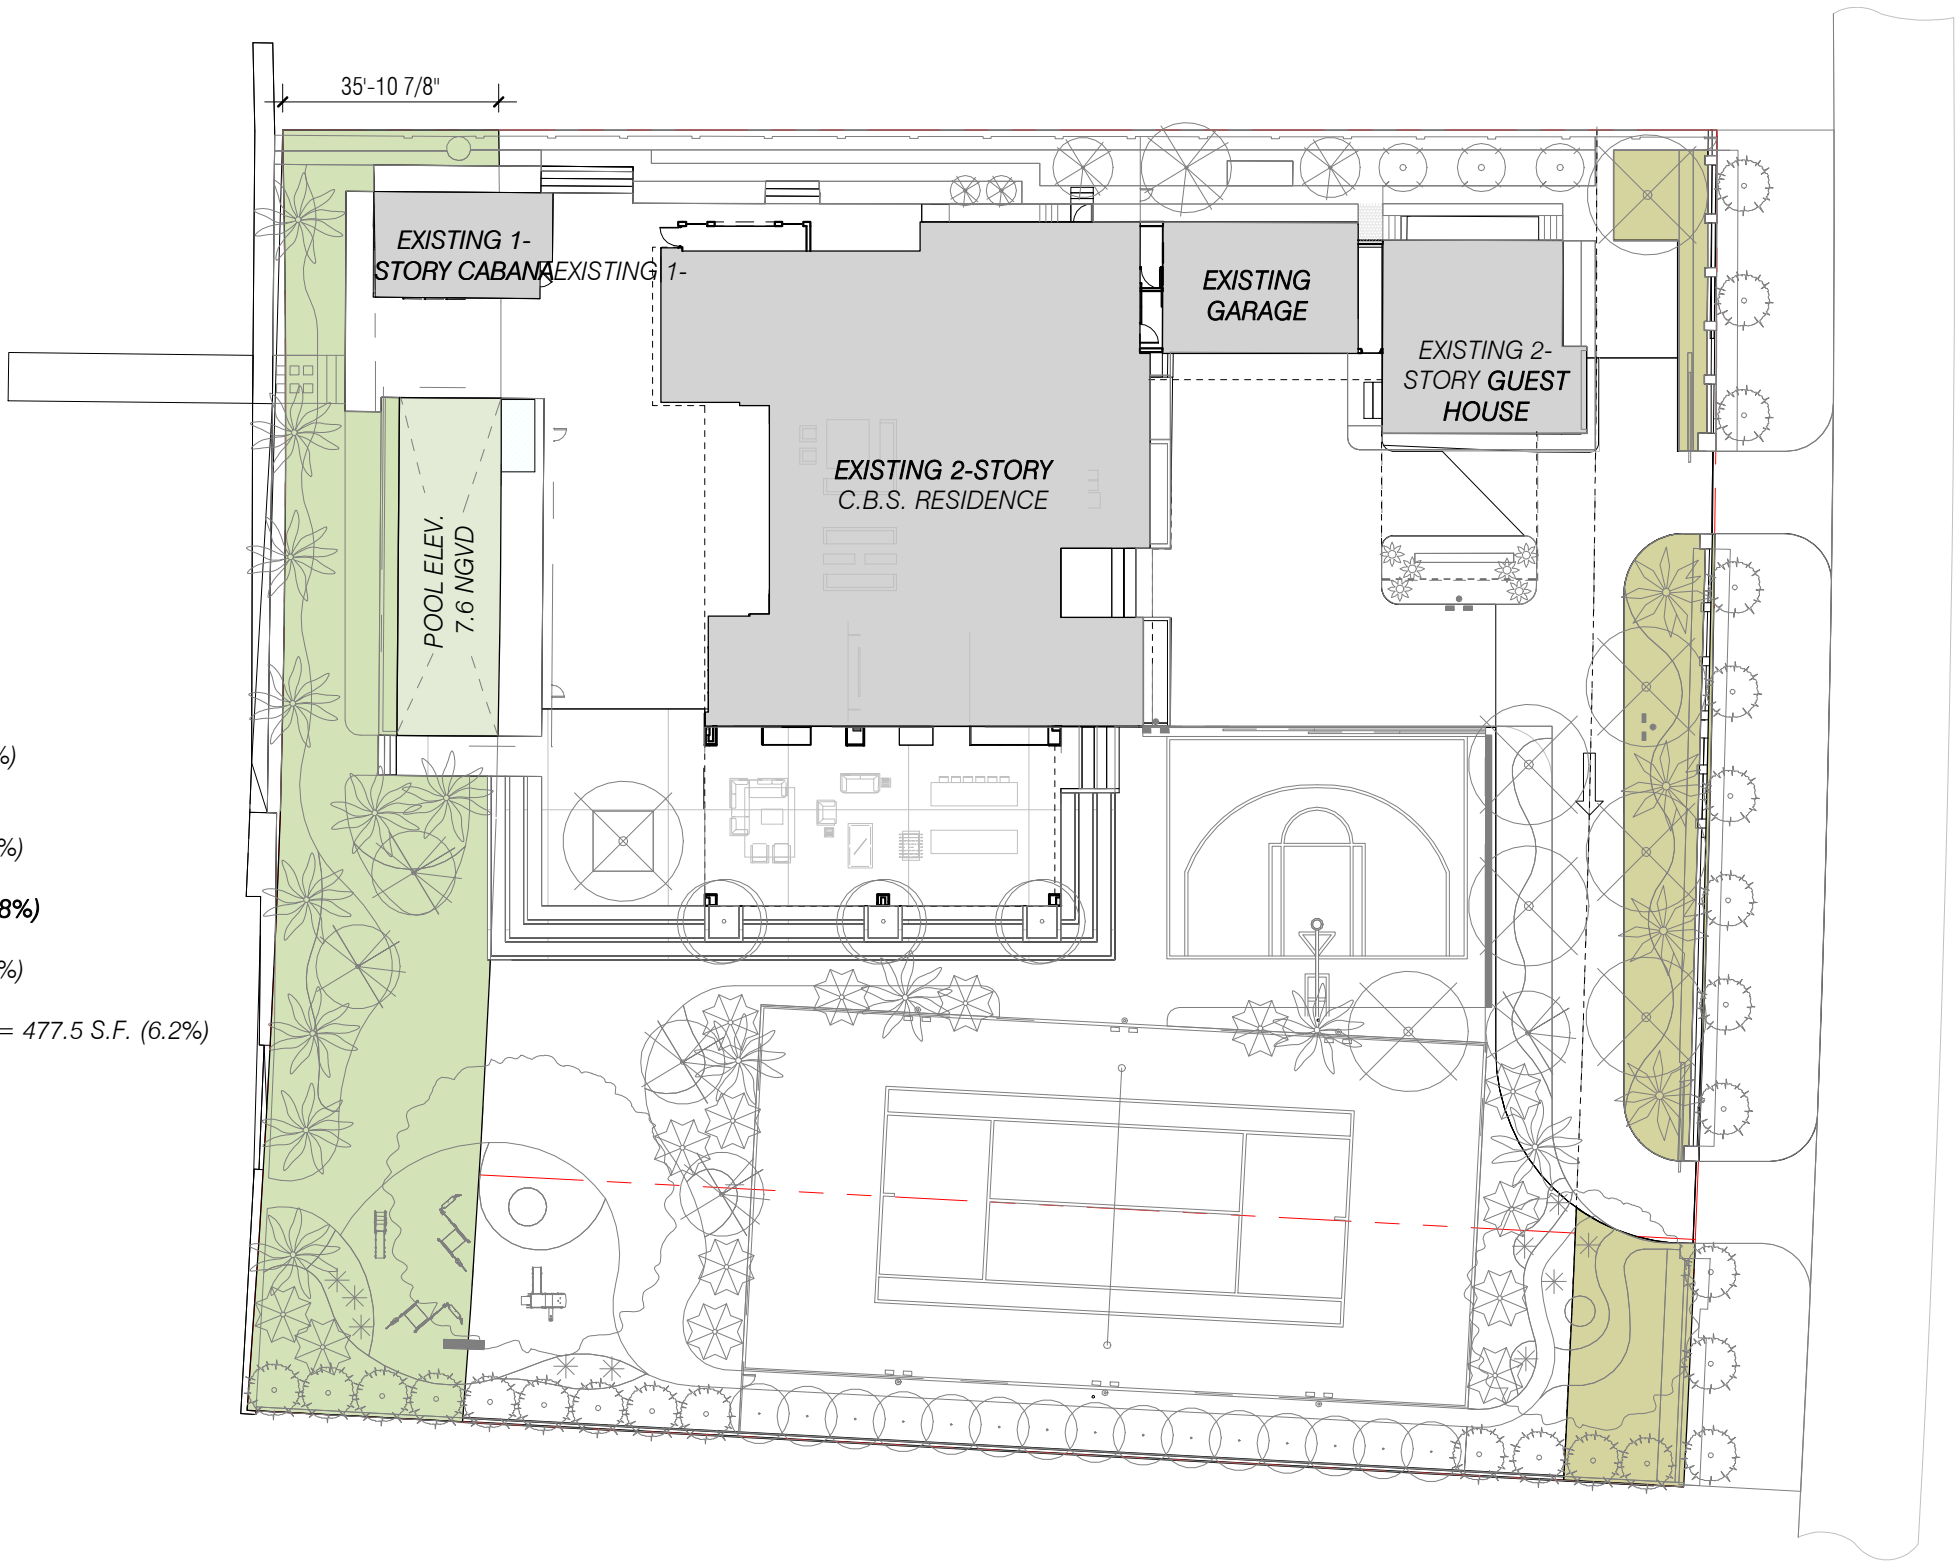 35'-10 7/8"
EXISTING 1-
STORY CABANA
EXISTING 1-
EXISTING
GARAGE
EXISTING 2-
STORY GUEST
HOUSE
EXISTING 2-STORY
C.B.S. RESIDENCE
POOL ELEV.
7.6 NGVD
%)
%)
8%)
%)
= 477.5 S.F. (6.2%)